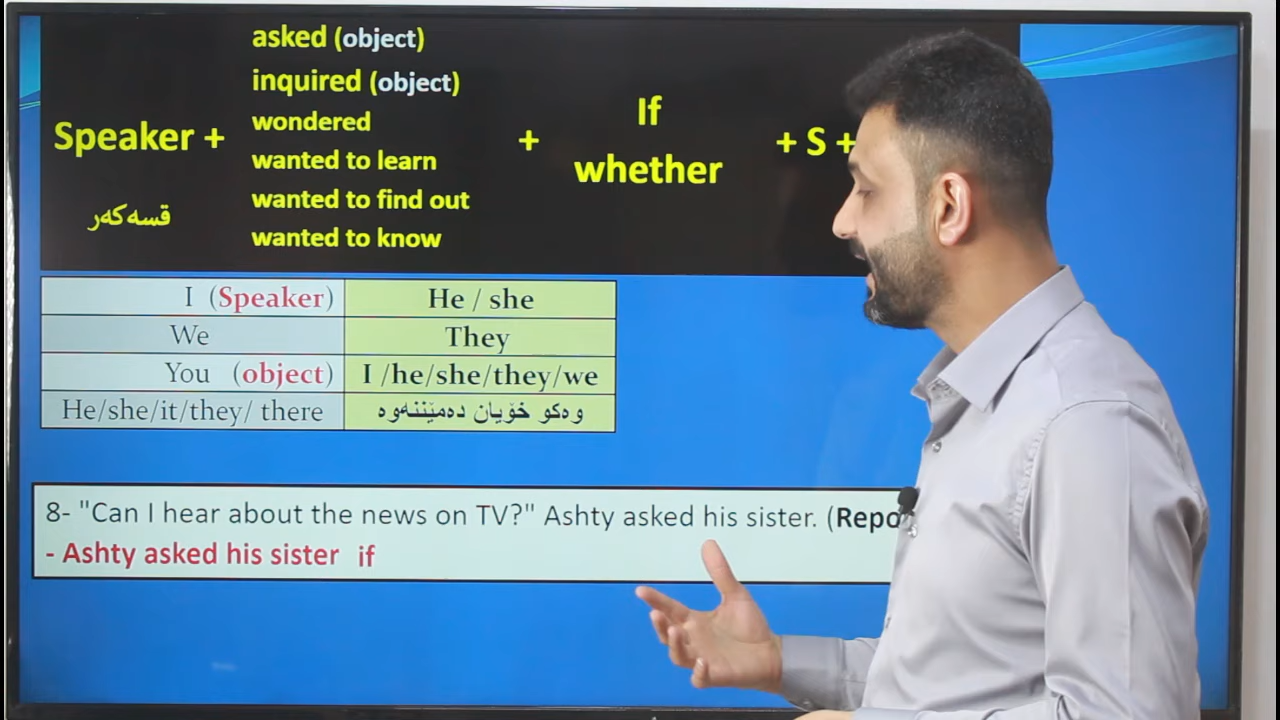 asked (object)
inquired (object)
wondered
wanted to learn
wanted to find out
wanted to know
Speaker +
قسەکەر
+
If
whether
+ S +
I (Speaker)
He / she
We
They
You (object)
I /he/she/they/we
He/she/it/they/ there
وەکو خۆیان دەمێننەوە
8- "Can I hear about the news on TV?" Ashty asked his sister. (Repo
- Ashty asked his sister if